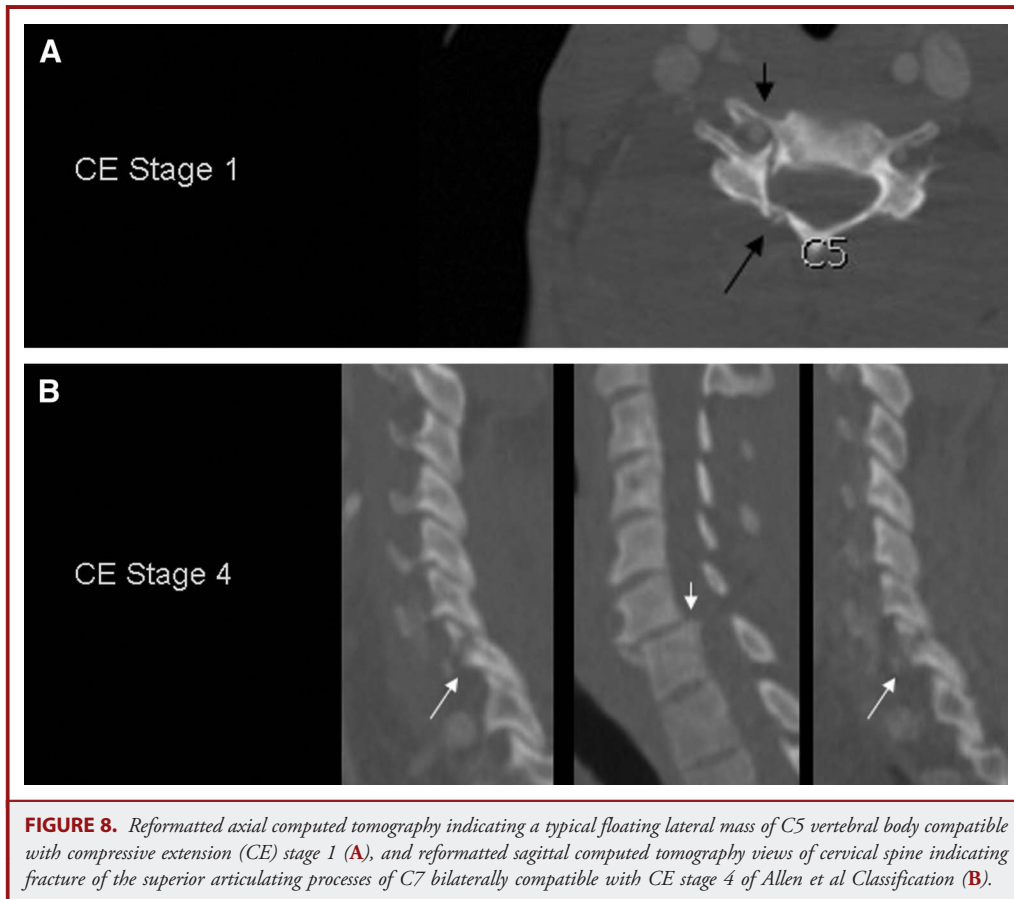 A
CE Stage 1
C5
B
CE Stage 4
FIGURE 8. Reformatted axial computed tomography indicating a typical floating lateral mass of C5 vertebral body compatible
with compressive extension (CE) stage 1 (A), and reformatted sagittal computed tomography views of cervical spine indicating
fracture of the superior articulating processes of C7 bilaterally compatible with CE stage 4 of Allen et al Classification (B).